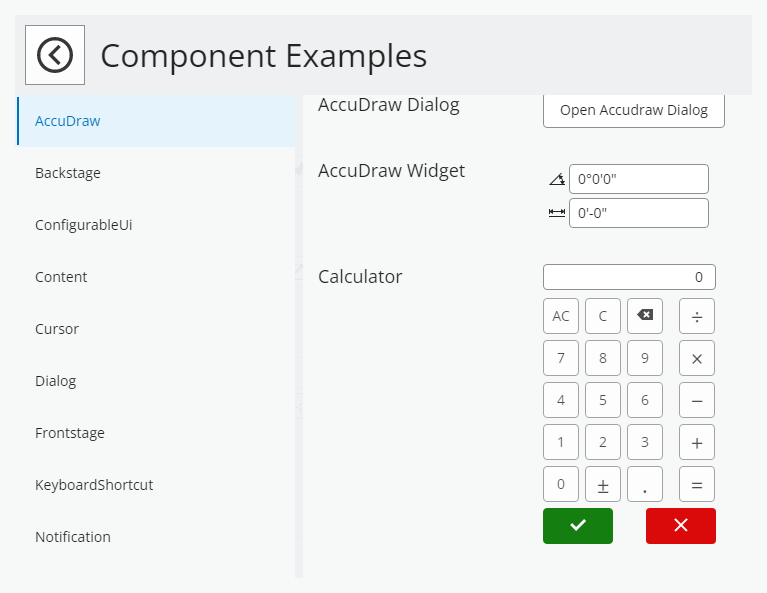 Component Examples
AccuDraw
Backstage
ConfigurableUi
Content
Cursor
Dialog
Frontstage
KeyboardShortcut
Notification
AccuDraw Dialog
Open Accudraw Dialog
AccuDraw Widget
0°0'0"
0'-0"
Calculator
0
AC C ÷
7 8 9 ×
4 5 6 −
1 2 3 +
0 ± . =